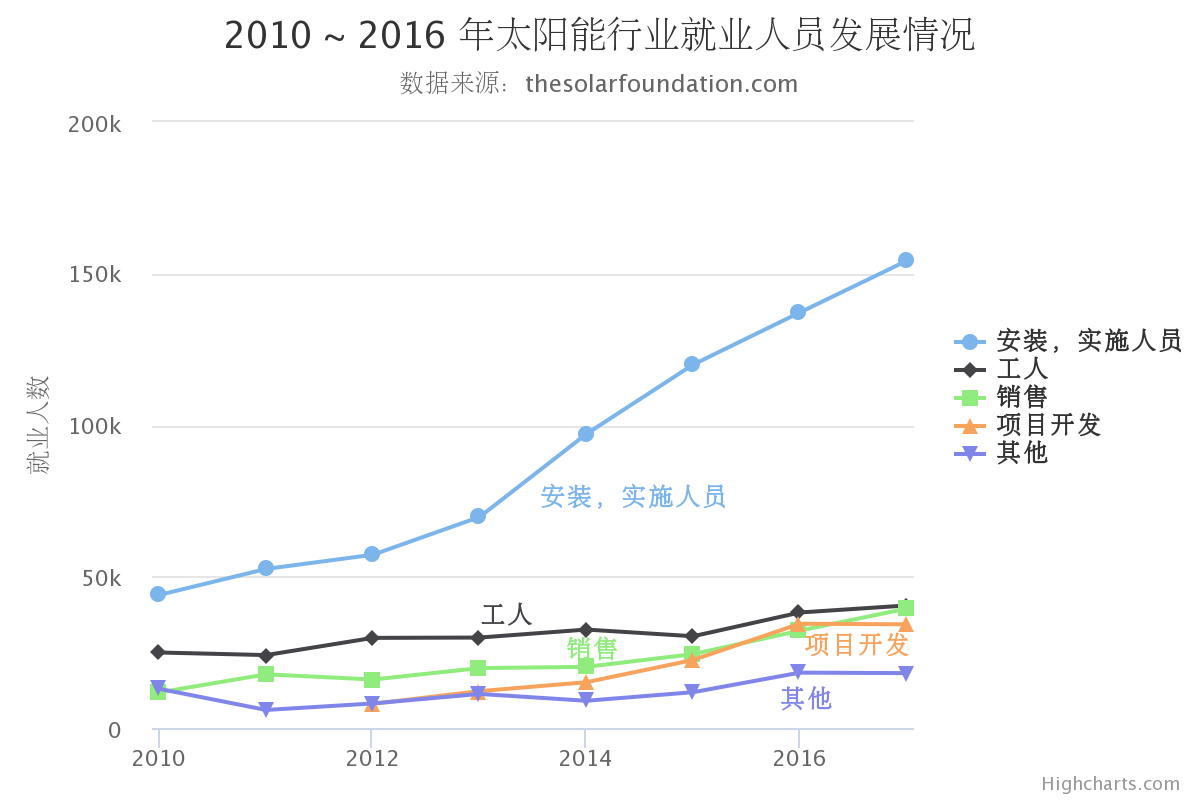 2010 ~ 2016 年太阳能行业就业人员发展情况
数据来源：thesolarfoundation.com
200k
150k
100k
50k
0
就业人数
安装，实施人员
工人
销售
项目开发
其他
2010
2012
2014
2016
安装，实施人员
工人
销售
项目开发
其他
Highcharts.com